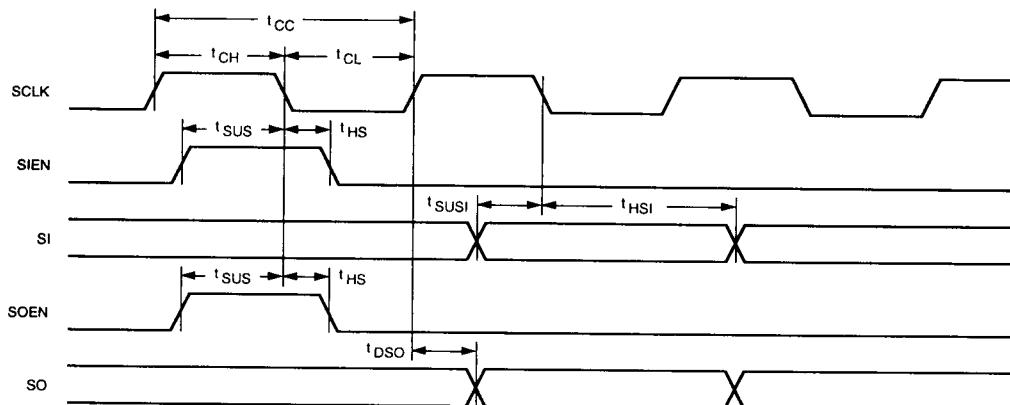 tCC
tCH tCL
SCLK
tSUS tHS
SIEN
tSUSI tHSI
SI
tSUS tHS
SOEN
tDSO
SO